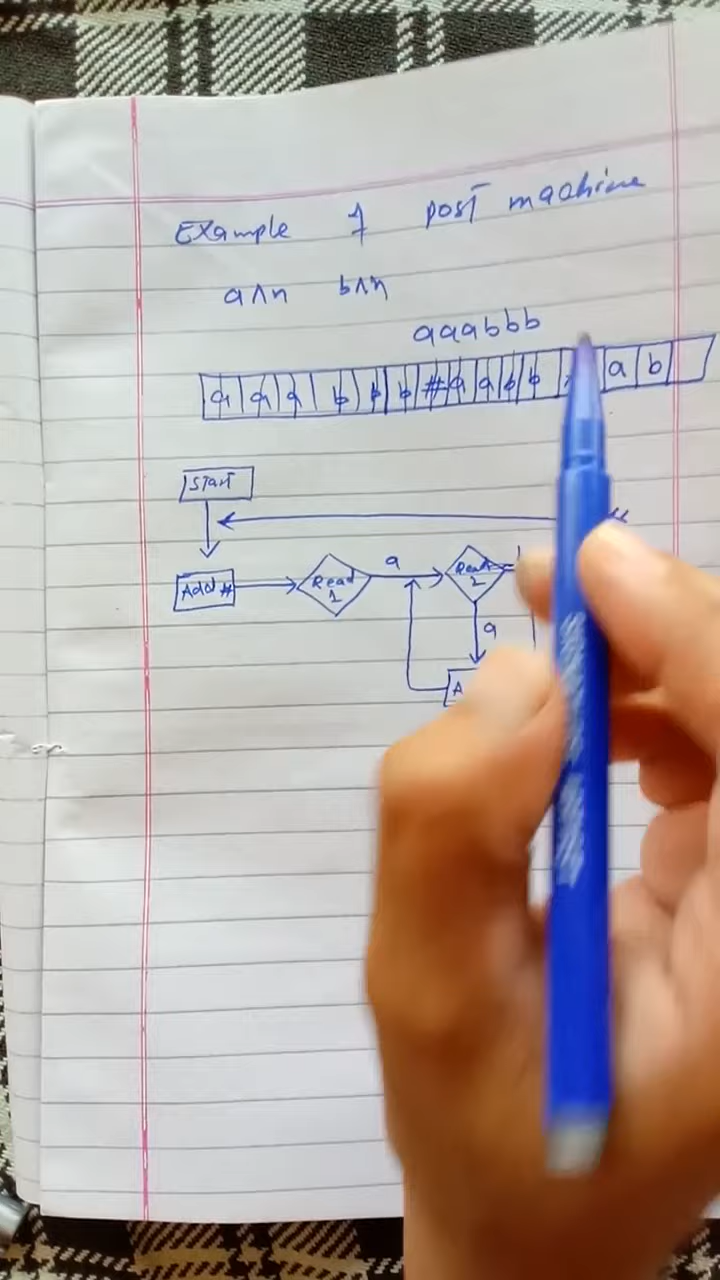 Example of post machine
a^n b^n
aaabbb
a a a b b b # a a b b a b
Start
Add # Read 1 a Read 2
a
A